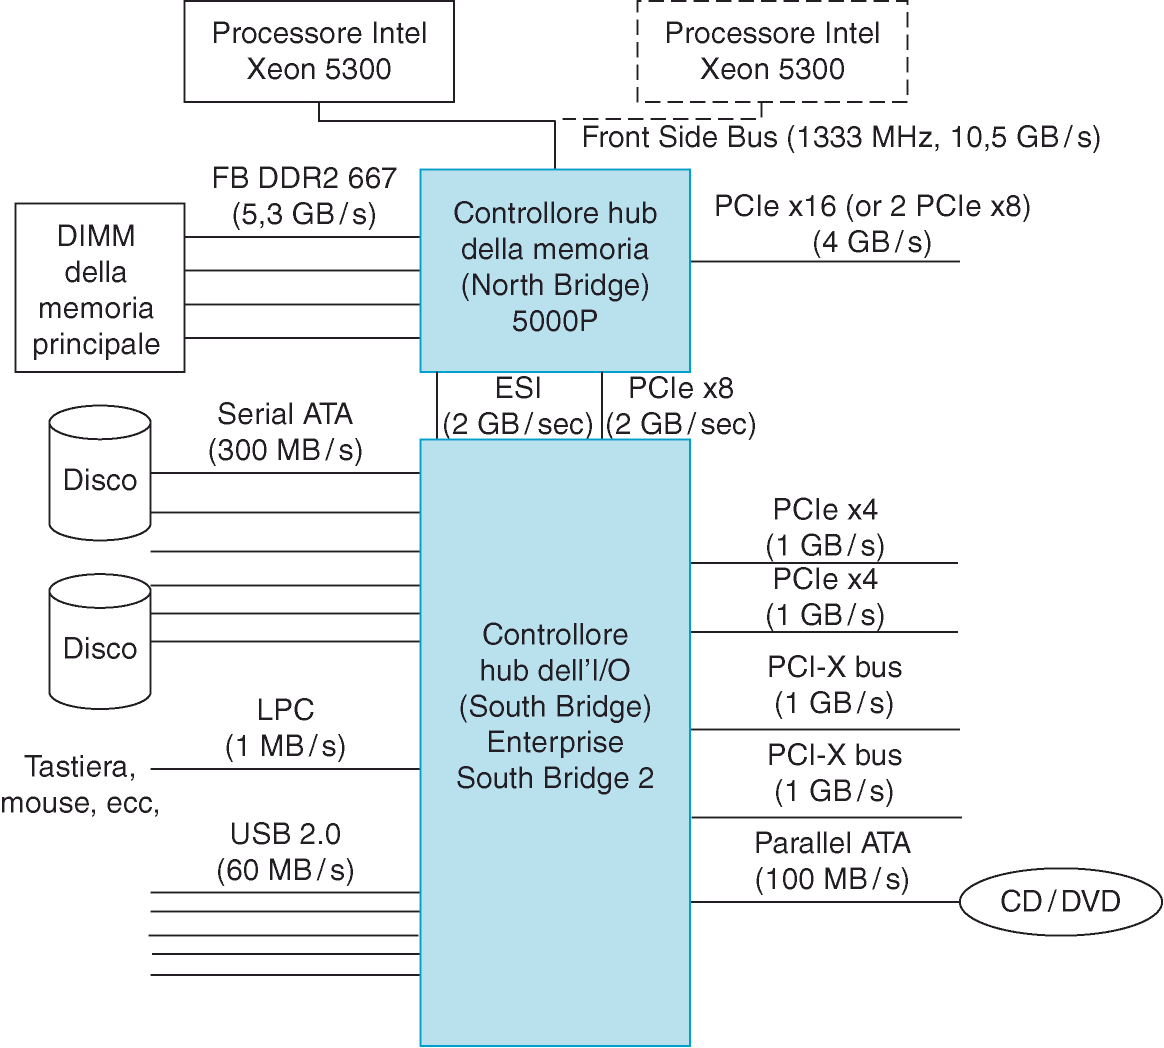 Processore Intel
Xeon 5300
Processore Intel
Xeon 5300
Front Side Bus (1333 MHz, 10,5 GB/s)
FB DDR2 667
(5,3 GB/s)
DIMM
della
memoria
principale
Controllore hub
della memoria
(North Bridge)
5000P
PCIe x16 (or 2 PCIe x8)
(4 GB/s)
ESI
(2 GB/sec)
PCIe x8
(2 GB/sec)
Serial ATA
(300 MB/s)
Disco
Disco
LPC
(1 MB/s)
Tastiera,
mouse, ecc,
USB 2.0
(60 MB/s)
Controllore
hub dell'I/O
(South Bridge)
Enterprise
South Bridge 2
PCIe x4
(1 GB/s)
PCIe x4
(1 GB/s)
PCI-X bus
(1 GB/s)
PCI-X bus
(1 GB/s)
Parallel ATA
(100 MB/s)
CD/DVD